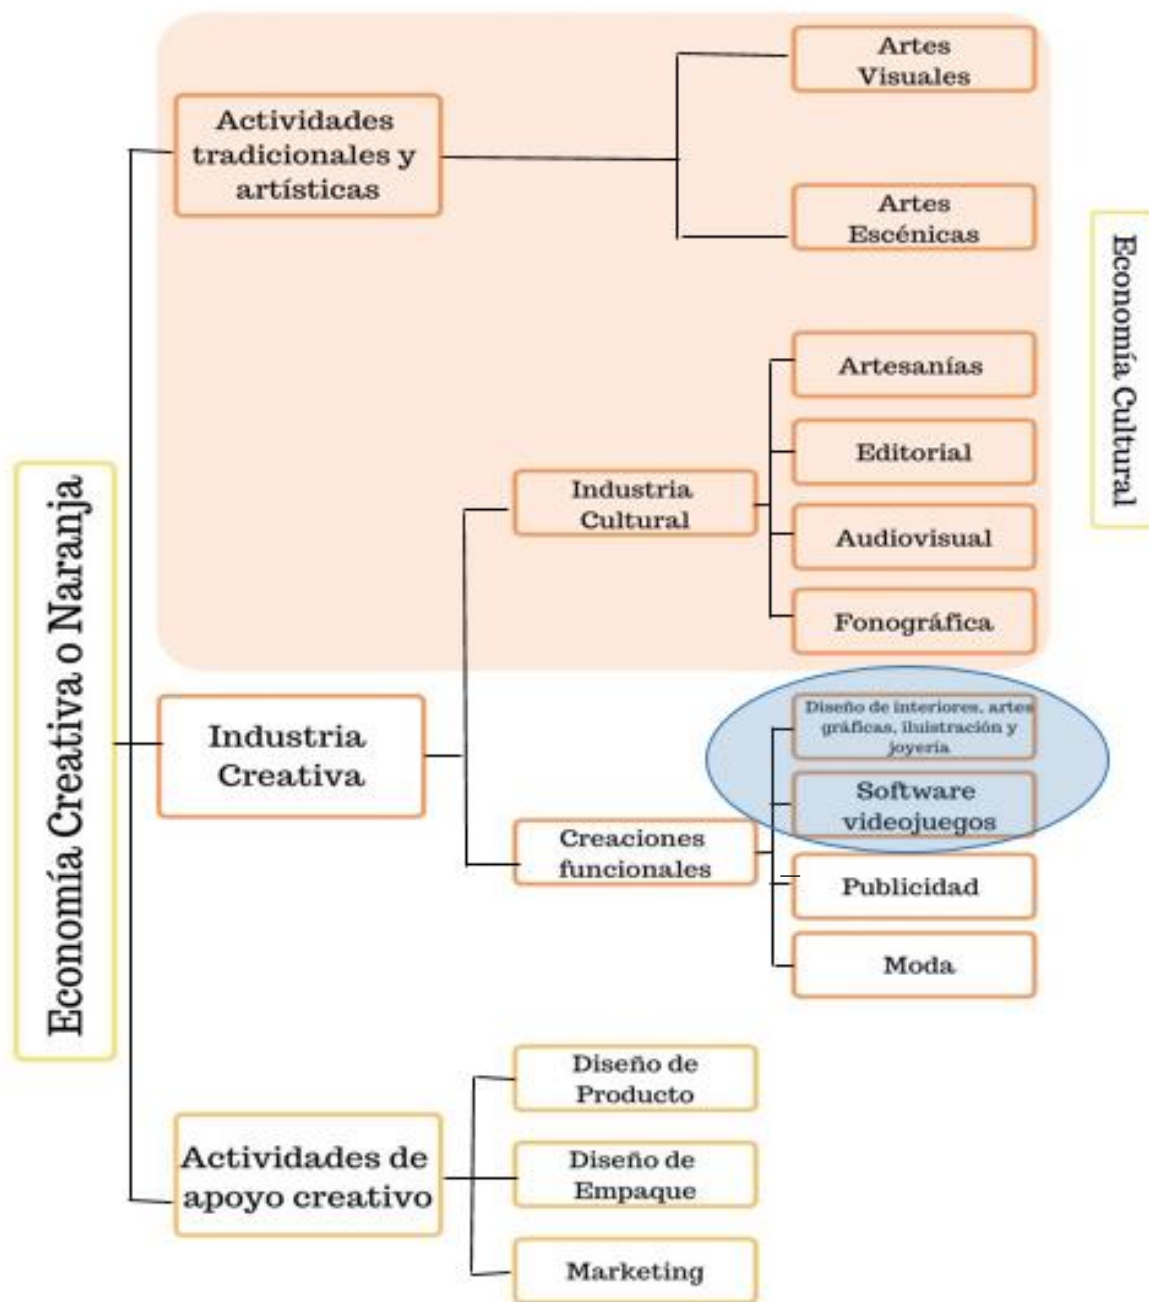 Economía Creativa o Naranja
Actividades
tradicionales y
artísticas
Artes
Visuales
Artes
Escénicas
Economía Cultural
Industria
Creativa
Industria
Cultural
Artesanías
Editorial
Audiovisual
Fonográfica
Creaciones
funcionales
Diseño de interiores, artes
gráficas, iluistración y
joyería
Software
videojuegos
Publicidad
Moda
Actividades de
apoyo creativo
Diseño de
Producto
Diseño de
Empaque
Marketing